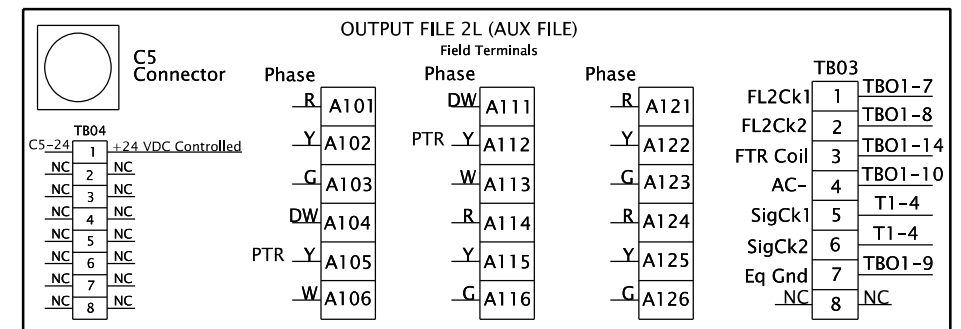 OUTPUT FILE 2L (AUX FILE)
Field Terminals
C5
Connector
TB04
C5-24 1 +24 VDC Controlled
NC 2 NC
NC 3 NC
NC 4 NC
NC 5 NC
NC 6 NC
NC 7 NC
NC 8 NC
Phase
R A101
Y A102
G A103
DW A104
PTR Y A105
W A106
Phase
DW A111
PTR Y A112
W A113
R A114
Y A115
G A116
Phase
R A121
Y A122
G A123
R A124
Y A125
G A126
TB03
FL2Ck1 1 TBO1-7
FL2Ck2 2 TBO1-8
FTR Coil 3 TBO1-14
AC- 4 TBO1-10
SigCk1 5 T1-4
SigCk2 6 T1-4
Eq Gnd 7 TBO1-9
NC 8 NC